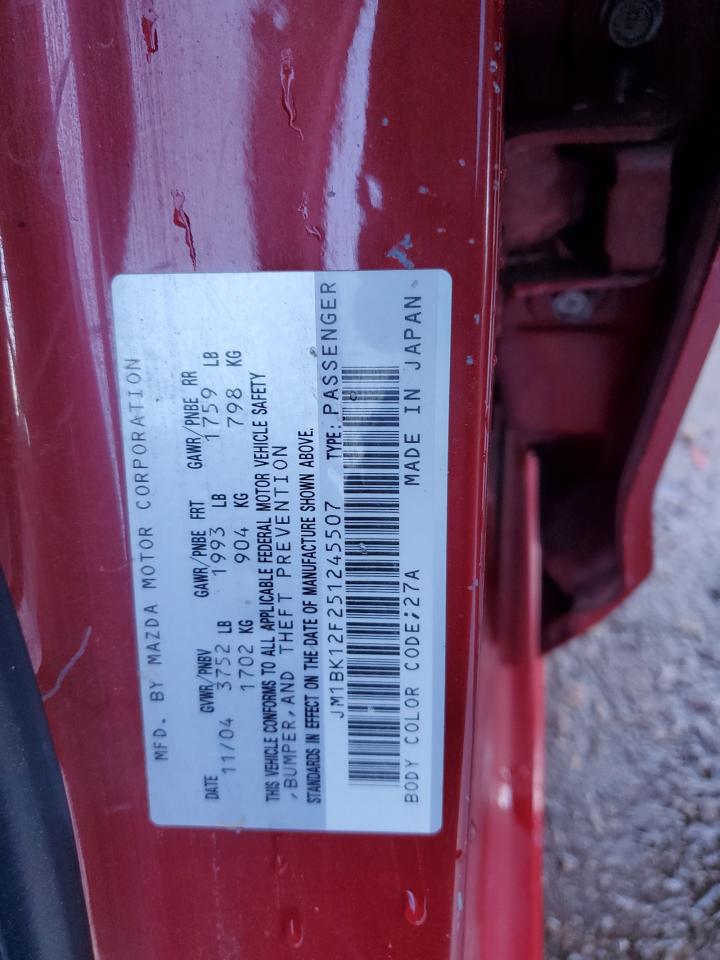 MFD. BY MAZDA MOTOR CORPORATION
DATE GVWR/PNBV GAWR/PNBE FRT GAWR/PNBE RR
11/04 3752 LB 1993 LB 1759 LB
1702 KG 904 KG 798 KG
THIS VEHICLE CONFORMS TO ALL APPLICABLE FEDERAL MOTOR VEHICLE SAFETY
,BUMPER,AND THEFT PREVENTION
STANDARDS IN EFFECT ON THE DATE OF MANUFACTURE SHOWN ABOVE.
JM1BK12F251245507 TYPE: PASSENGER
BODY COLOR CODE;27A MADE IN JAPAN